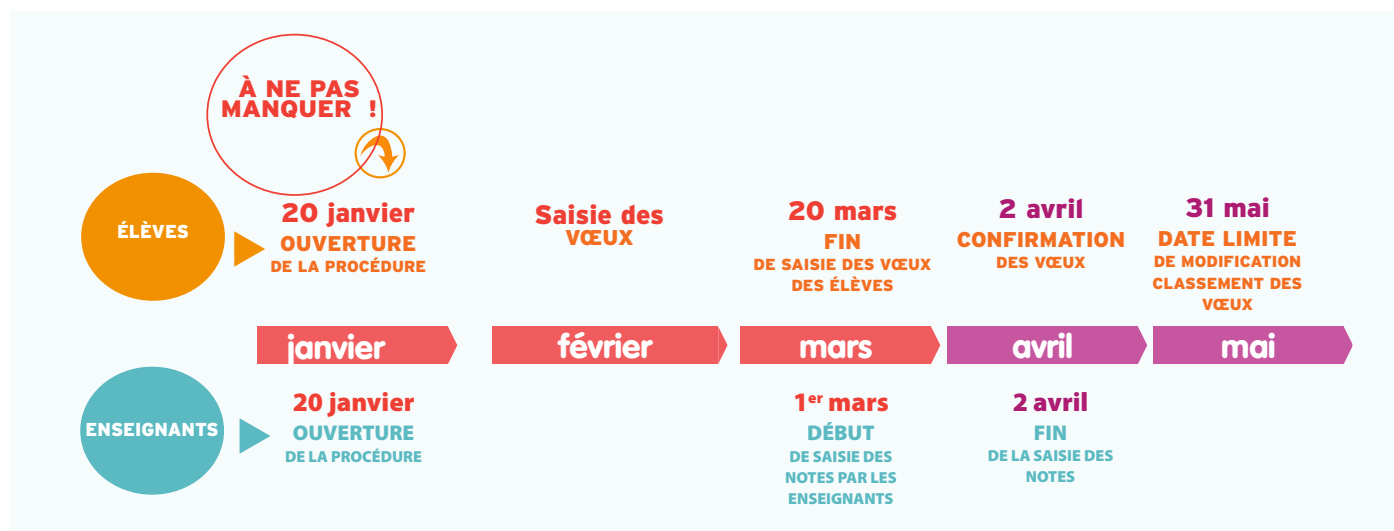 À NE PAS
MANQUER !
ÉLÈVES
20 janvier
OUVERTURE
DE LA PROCÉDURE
Saisie des
VŒUX
20 mars
FIN
DE SAISIE DES VŒUX
DES ÉLÈVES
2 avril
CONFIRMATION
DES VŒUX
31 mai
DATE LIMITE
DE MODIFICATION
CLASSEMENT DES
VŒUX
janvier
février
mars
avril
mai
ENSEIGNANTS
20 janvier
OUVERTURE
DE LA PROCÉDURE
1er mars
DÉBUT
DE SAISIE DES
NOTES PAR LES
ENSEIGNANTS
2 avril
FIN
DE LA SAISIE DES
NOTES